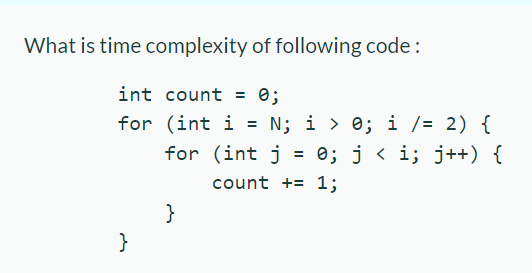 What is time complexity of following code :
int count = 0;
for (int i = N; i > 0; i /= 2) {
for (int j = 0; j < i; j++) {
count += 1;
}
}